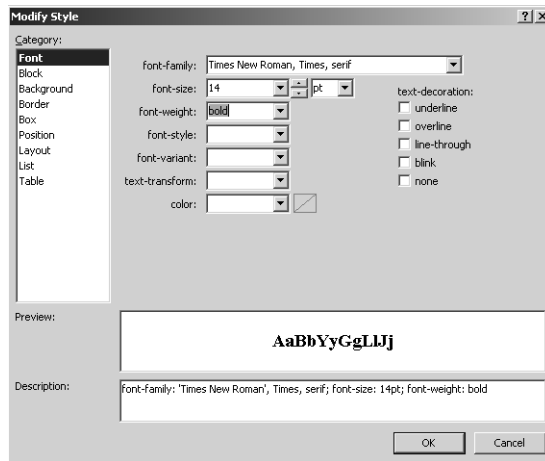 Modify Style
Category:
Font
Block
Background
Border
Box
Position
Layout
List
Table
font-family: Times New Roman, Times, serif
font-size: 14 pt
font-weight: bold
font-style:
font-variant:
text-transform:
color:
text-decoration:
underline
overline
line-through
blink
none
Preview:
AaBbYyGgLlJj
Description:
font-family: 'Times New Roman', Times, serif; font-size: 14pt; font-weight: bold
OK Cancel